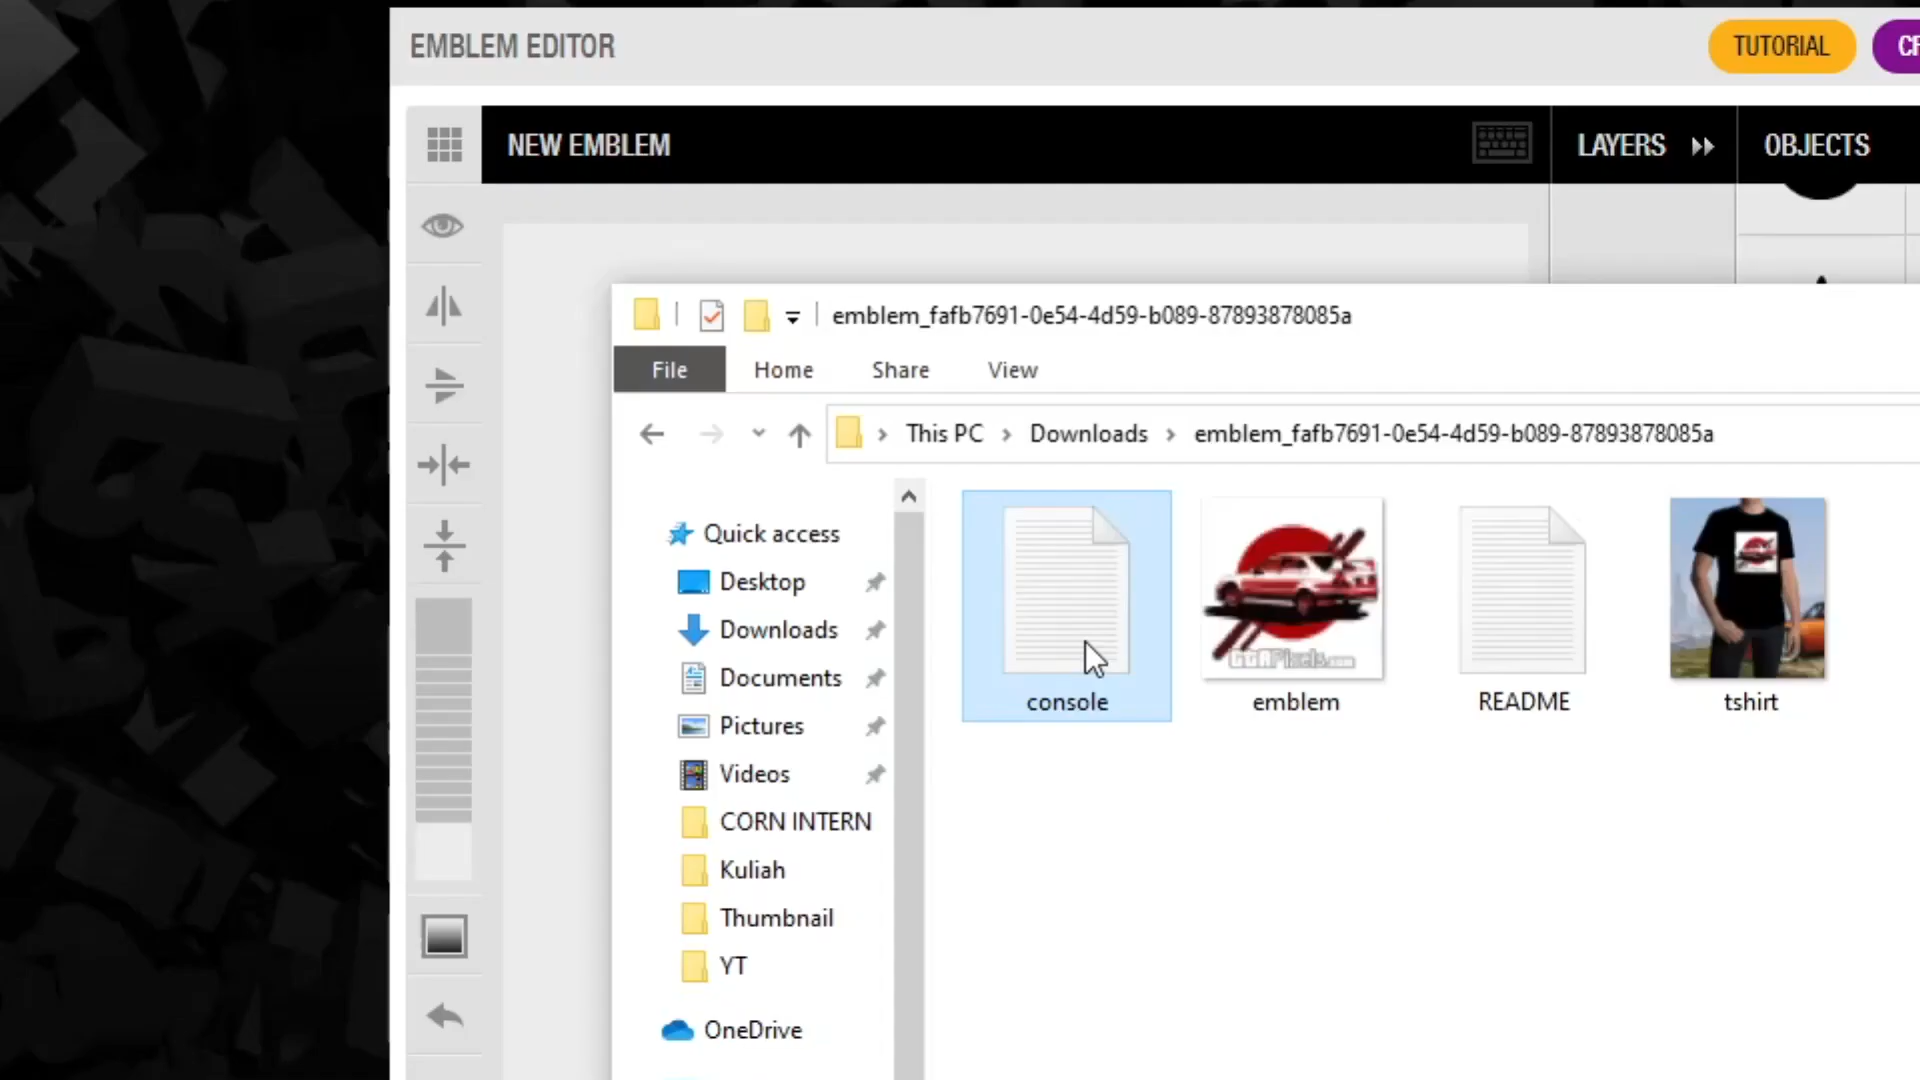 EMBLEM EDITOR
TUTORIAL
NEW EMBLEM
LAYERS
OBJECTS
emblem_fafb7691-0e54-4d59-b089-87893878085a
File Home Share View
This PC > Downloads > emblem_fafb7691-0e54-4d59-b089-87893878085a
Quick access
Desktop
Downloads
Documents
Pictures
Videos
CORN INTERN
Kuliah
Thumbnail
YT
OneDrive
console
emblem
README
tshirt